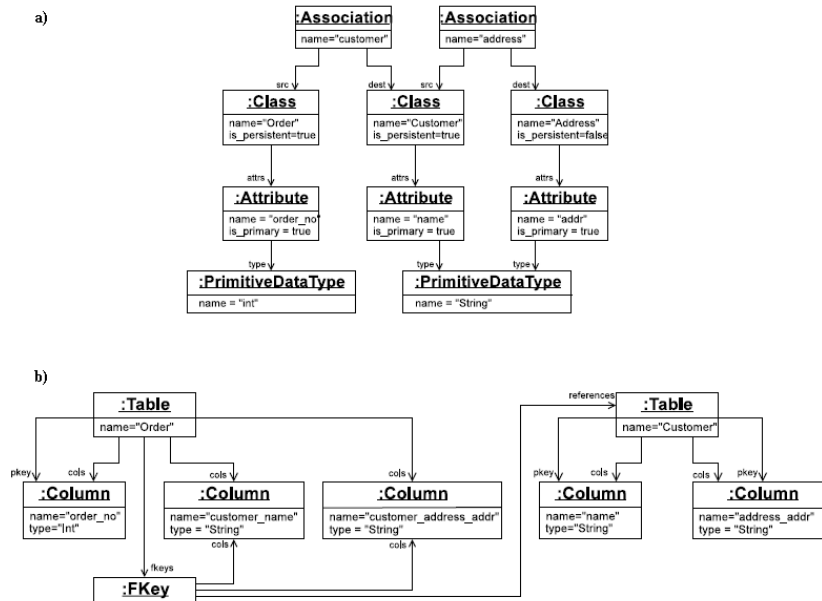 a)
:Association
name="customer"
:Association
name="address"
src
dest
src
dest
:Class
name="Order"
is_persistent=true
:Class
name="Customer"
is_persistent=true
:Class
name="Address"
is_persistent=false
attrs
attrs
attrs
:Attribute
name = "order_no"
is_primary = true
:Attribute
name = "name"
is_primary = true
:Attribute
name = "addr"
is_primary = true
type
type
type
:PrimitiveDataType
name = "int"
:PrimitiveDataType
name = "String"
b)
:Table
name="Order"
references
:Table
name="Customer"
pkey
cols
cols
cols
pkey
cols
cols
pkey
:Column
name="order_no"
type="Int"
:Column
name="customer_name"
type = "String"
cols
:Column
name="customer_address_addr"
type = "String"
cols
:Column
name="name"
type="String"
:Column
name="address_addr"
type = "String"
fkeys
:FKey